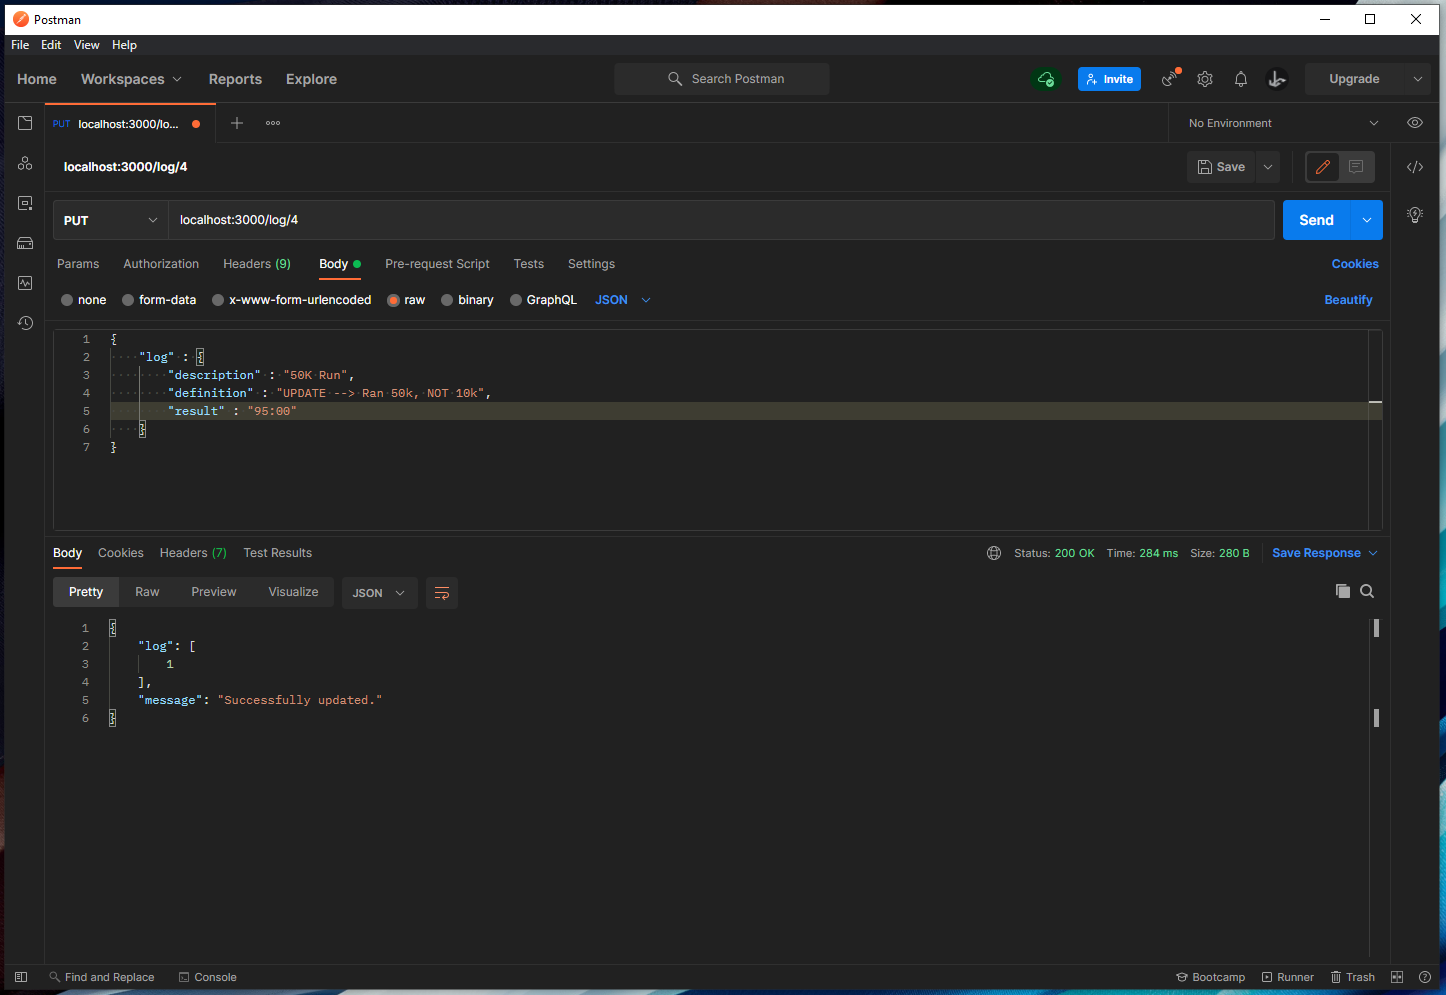 Postman
File Edit View Help
Home Workspaces Reports Explore Search Postman Invite Upgrade
PUT localhost:3000/lo... No Environment
localhost:3000/log/4 Save
PUT localhost:3000/log/4 Send
Params Authorization Headers (9) Body Pre-request Script Tests Settings Cookies
none form-data x-www-form-urlencoded raw binary GraphQL JSON Beautify
1 {
2 "log" : {
3 "description" : "50K Run",
4 "definition" : "UPDATE --> Ran 50k, NOT 10k",
5 "result" : "95:00"
6 }
7 }
Body Cookies Headers (7) Test Results Status: 200 OK Time: 284 ms Size: 280 B Save Response
Pretty Raw Preview Visualize JSON
1 {
2 "log": [
3 1
4 ],
5 "message": "Successfully updated."
6 }
Find and Replace Console Bootcamp Runner Trash